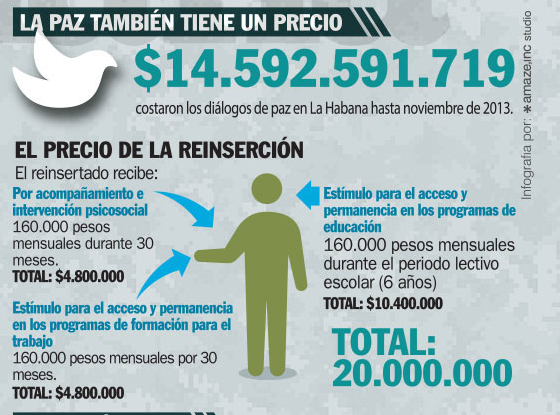 LA PAZ TAMBIÉN TIENE UN PRECIO
$14.592.591.719
costaron los diálogos de paz en La Habana hasta noviembre de 2013.
Infografía por: *amaze.inc studio
EL PRECIO DE LA REINSERCIÓN
El reinsertado recibe:
Por acompañamiento e
intervención psicosocial
160.000 pesos
mensuales durante 30
meses.
TOTAL: $4.800.000
Estímulo para el acceso y permanencia
en los programas de formación para el
trabajo
160.000 pesos mensuales por 30
meses.
TOTAL: $4.800.000
Estímulo para el acceso y
permanencia en los programas de
educación
160.000 pesos mensuales
durante el periodo lectivo
escolar (6 años)
TOTAL: $10.400.000
TOTAL:
20.000.000